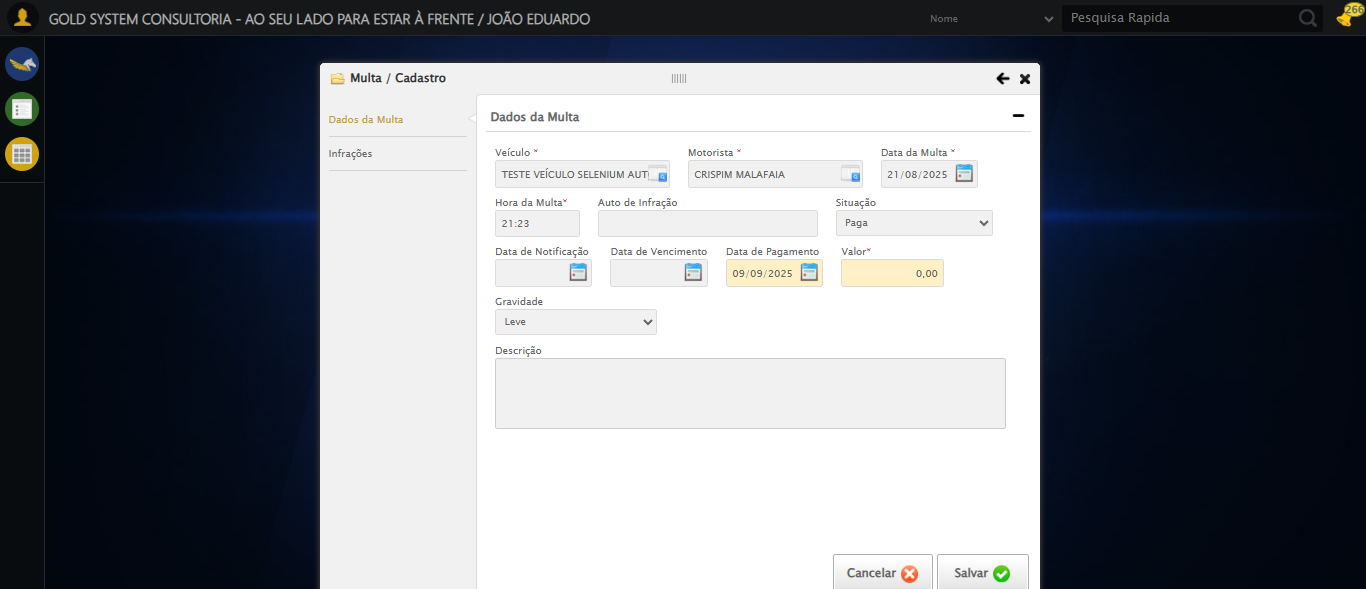 GOLD SYSTEM CONSULTORIA - AO SEU LADO PARA ESTAR À FRENTE / JOÃO EDUARDO
Nome
Pesquisa Rapida
266
Multa / Cadastro
Dados da Multa
Infrações
Dados da Multa
Veículo * Motorista * Data da Multa *
TESTE VEÍCULO SELENIUM AUT CRISPIM MALAFAIA 21/08/2025
Hora da Multa* Auto de Infração Situação
21:23 Paga
Data de Notificação Data de Vencimento Data de Pagamento Valor*
09/09/2025 0,00
Gravidade
Leve
Descrição
Cancelar Salvar